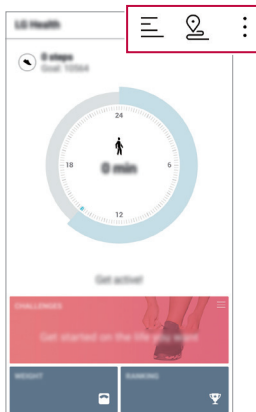 LG Health
0 steps
Goal: 10564
24
18
6
0 min
12
Get active!
CHALLENGES
Get started on the life you want
WEIGHT
RANKING